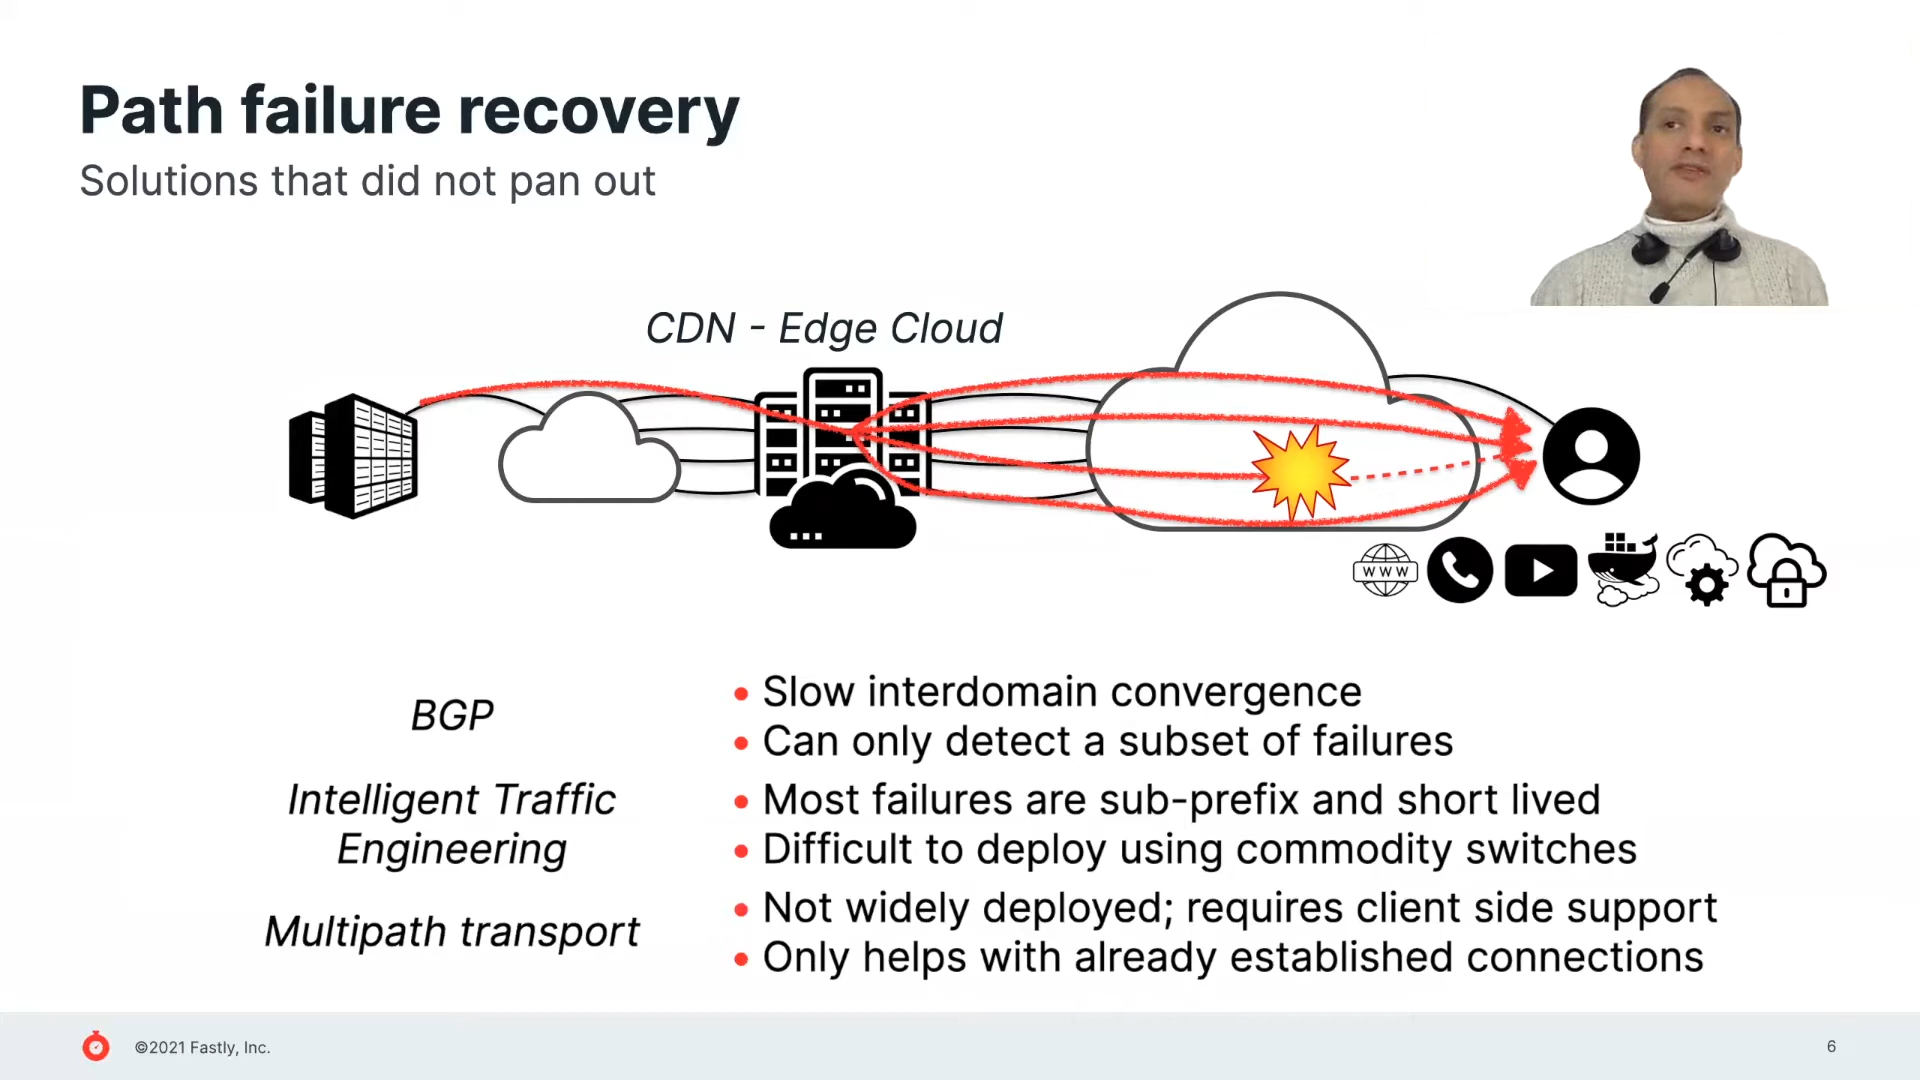 Path failure recovery
Solutions that did not pan out
CDN - Edge Cloud
WWW
BGP
• Slow interdomain convergence
• Can only detect a subset of failures
Intelligent Traffic
Engineering
• Most failures are sub-prefix and short lived
• Difficult to deploy using commodity switches
Multipath transport
• Not widely deployed; requires client side support
• Only helps with already established connections
©2021 Fastly, Inc.
6